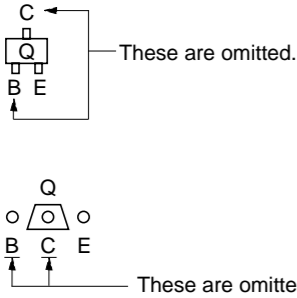 C
Q
These are omitted.
B E
Q
B C E
These are omitte